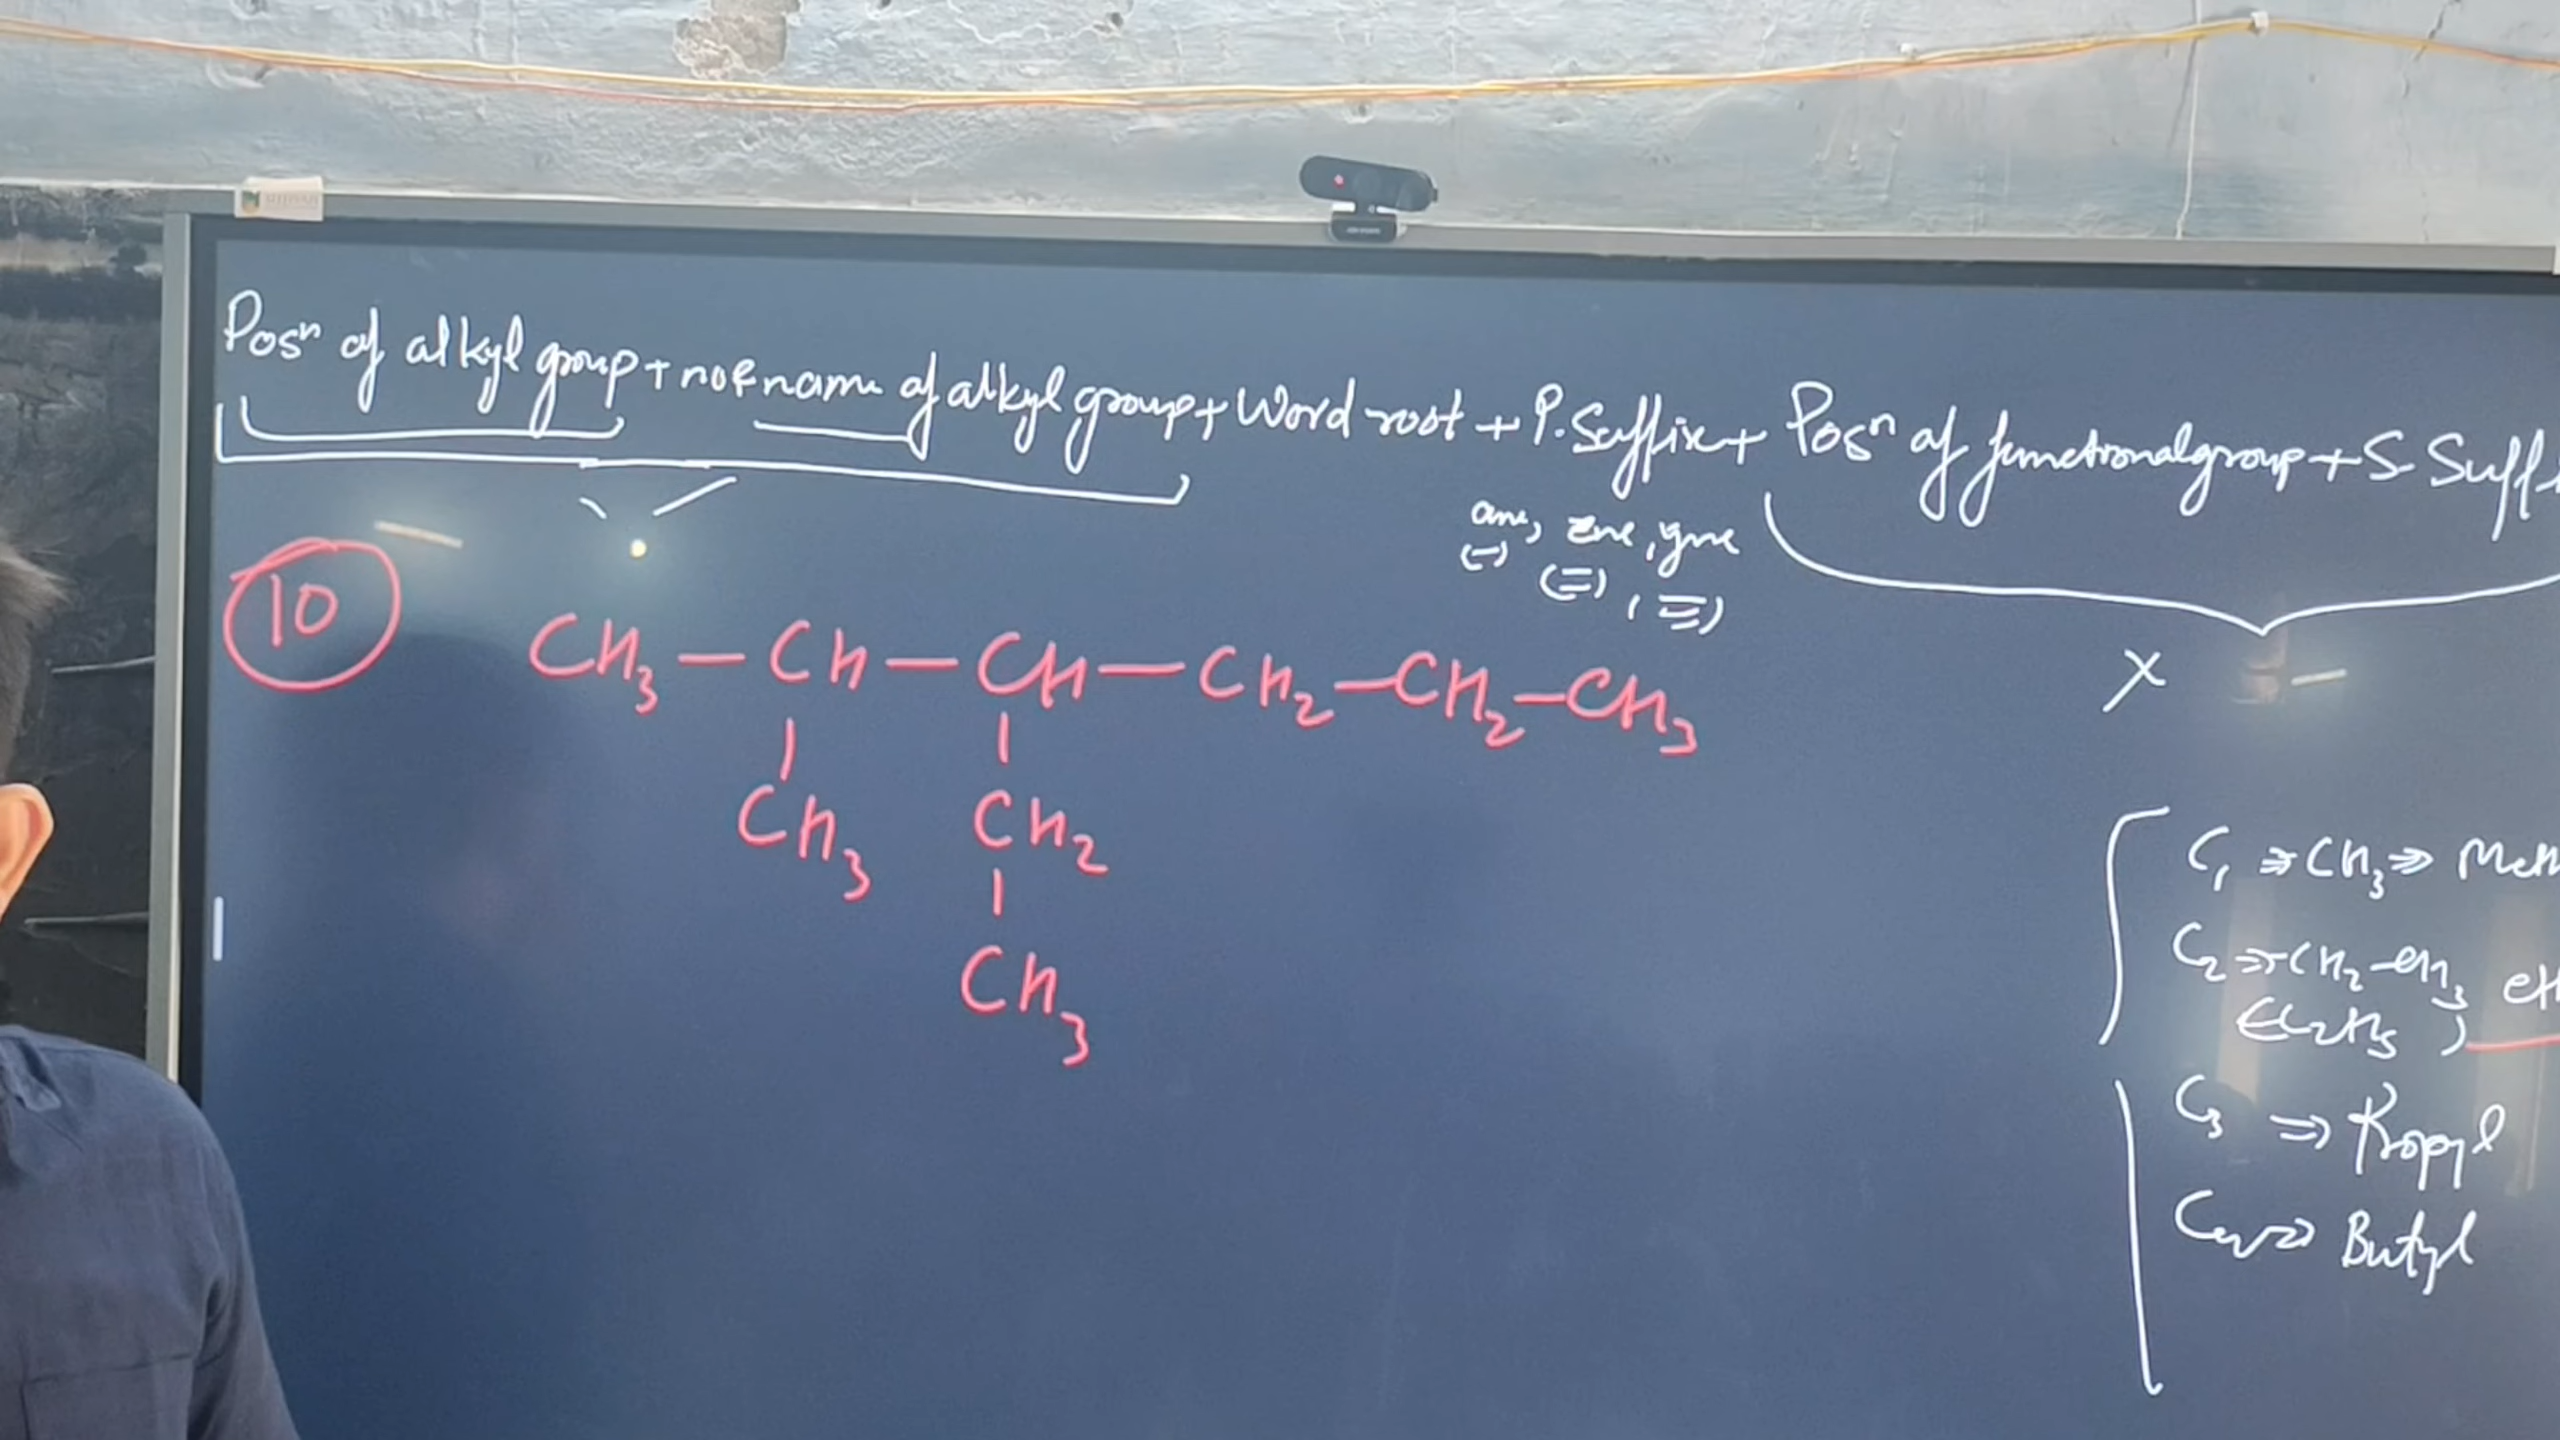 Posⁿ of alkyl group + no & name of alkyl group + Word root + P. Suffix + Posⁿ of functional group + S Suff
ane, ene, yne
(−) (=), (≡)
10
CH₃ — CH — CH — CH₂ — CH₂ — CH₃
X
| |
CH₃ CH₂
|
CH₃
C₁ ⇒ CH₃ ⇒ Meth
C₂ ⇒ CH₂-CH₃ eth
(C₂H₅)
C₃ ⇒ Propyl
C₄ ⇒ Butyl